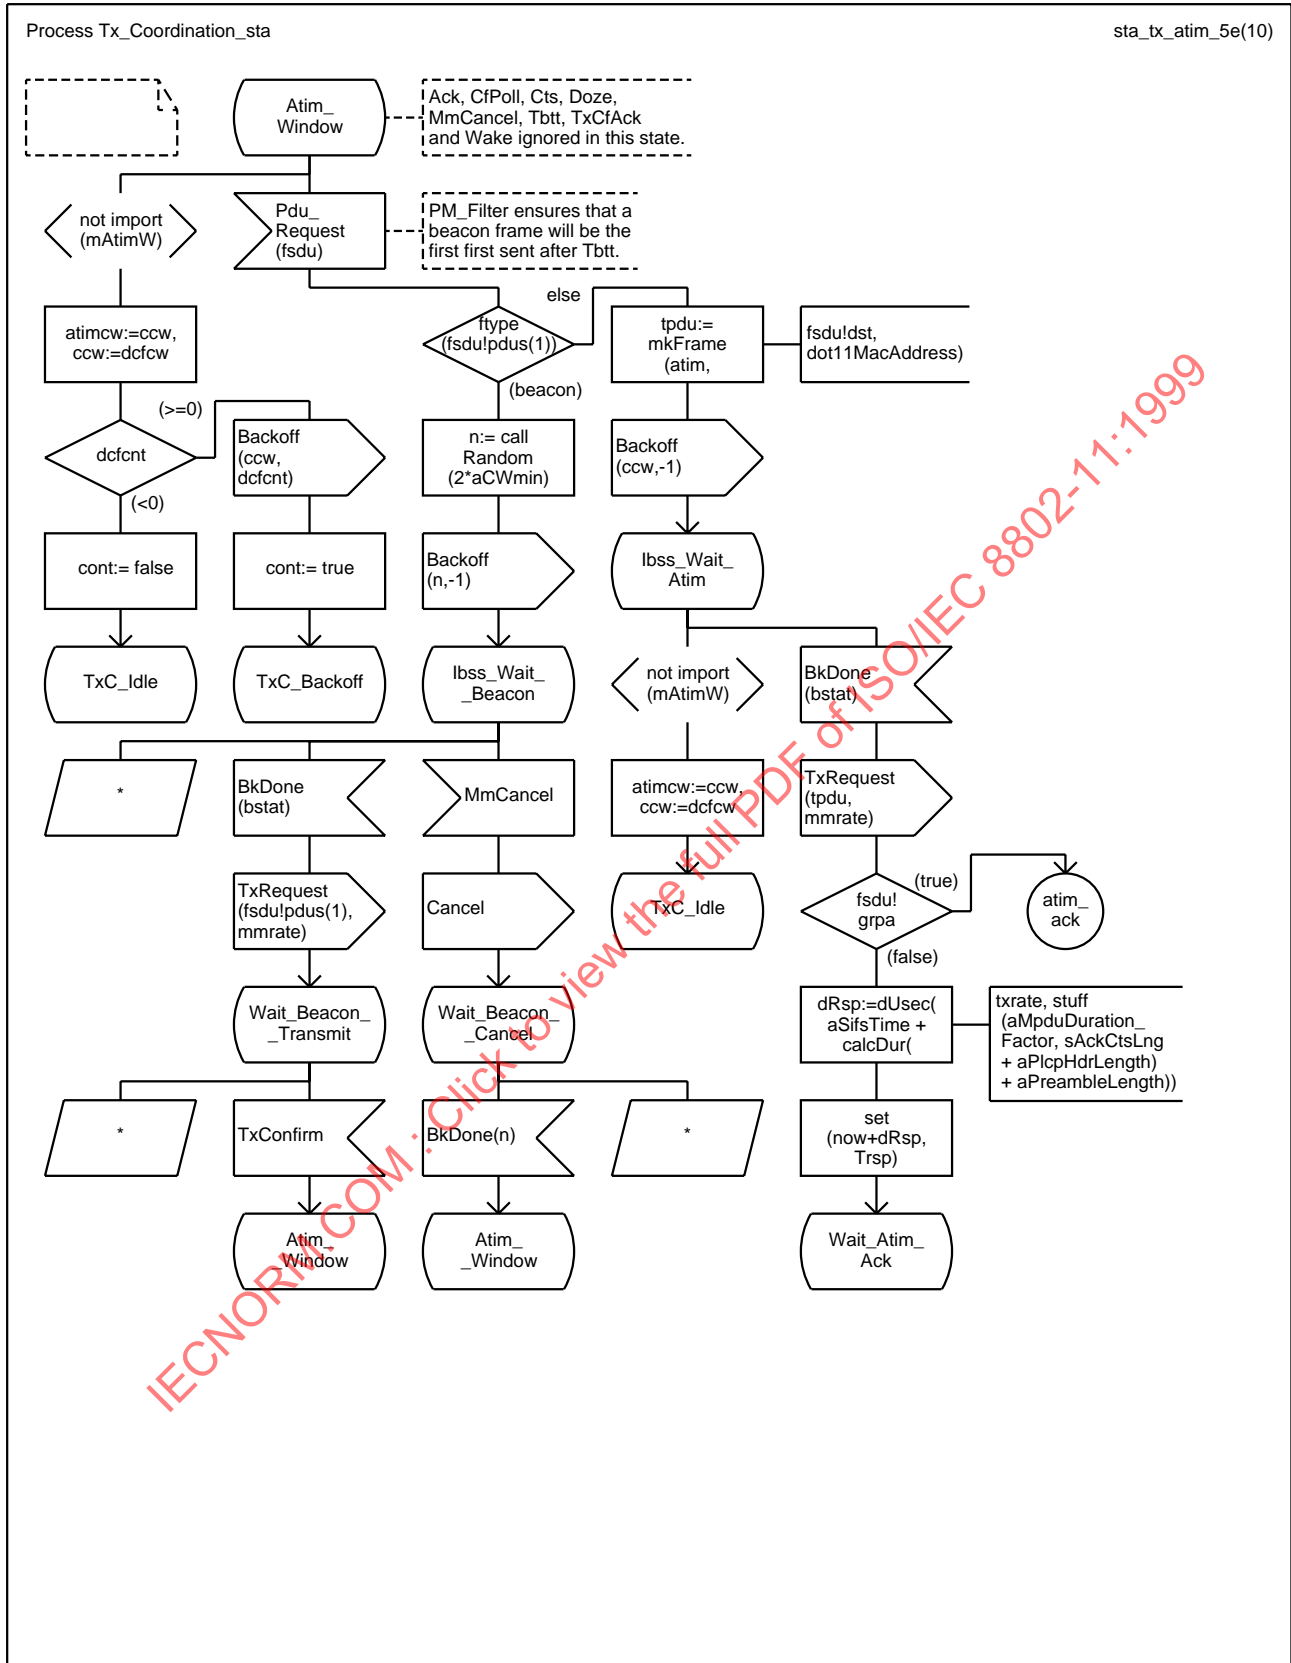 Process Tx_Coordination_sta
sta_tx_atim_5e(10)
Atim_
_Window
Ack, CfPoll, Cts, Doze,
MmCancel, Tbtt, TxCfAck
and Wake ignored in this state.
not import
(mAtimW)
Pdu_
Request
(fsdu)
PM_Filter ensures that a
beacon frame will be the
first first sent after Tbtt.
atimcw:=ccw,
ccw:=dcfcw
ftype
(fsdu!pdus(1))
else
(beacon)
tpdu:=
mkFrame
(atim,
fsdu!dst,
dot11MacAddress)
dcfcnt
(>=0)
(<0)
Backoff
(ccw,
dcfcnt)
n:= call
Random
(2*aCWmin)
Backoff
(ccw,-1)
cont:= false
cont:= true
Backoff
(n,-1)
Ibss_Wait_
_Atim
TxC_Idle
TxC_Backoff
Ibss_Wait_
_Beacon
not import
(mAtimW)
BkDone
(bstat)
*
BkDone
(bstat)
MmCancel
atimcw:=ccw,
ccw:=dcfcw
TxRequest
(tpdu,
mmrate)
TxRequest
(fsdu!pdus(1),
mmrate)
Cancel
TxC_Idle
fsdu!
grpa
(true)
(false)
atim_
ack
Wait_Beacon_
_Transmit
Wait_Beacon_
_Cancel
dRsp:=dUsec(
aSifsTime +
calcDur(
txrate, stuff
(aMpduDuration_
Factor, sAckCtsLng
+ aPlcpHdrLength)
+ aPreambleLength))
*
TxConfirm
BkDone(n)
*
set
(now+dRsp,
Trsp)
Atim_
_Window
Atim_
_Window
Wait_Atim_
Ack
IECNORM.COM : Click to view the full PDF of ISO/IEC 8802-11:1999